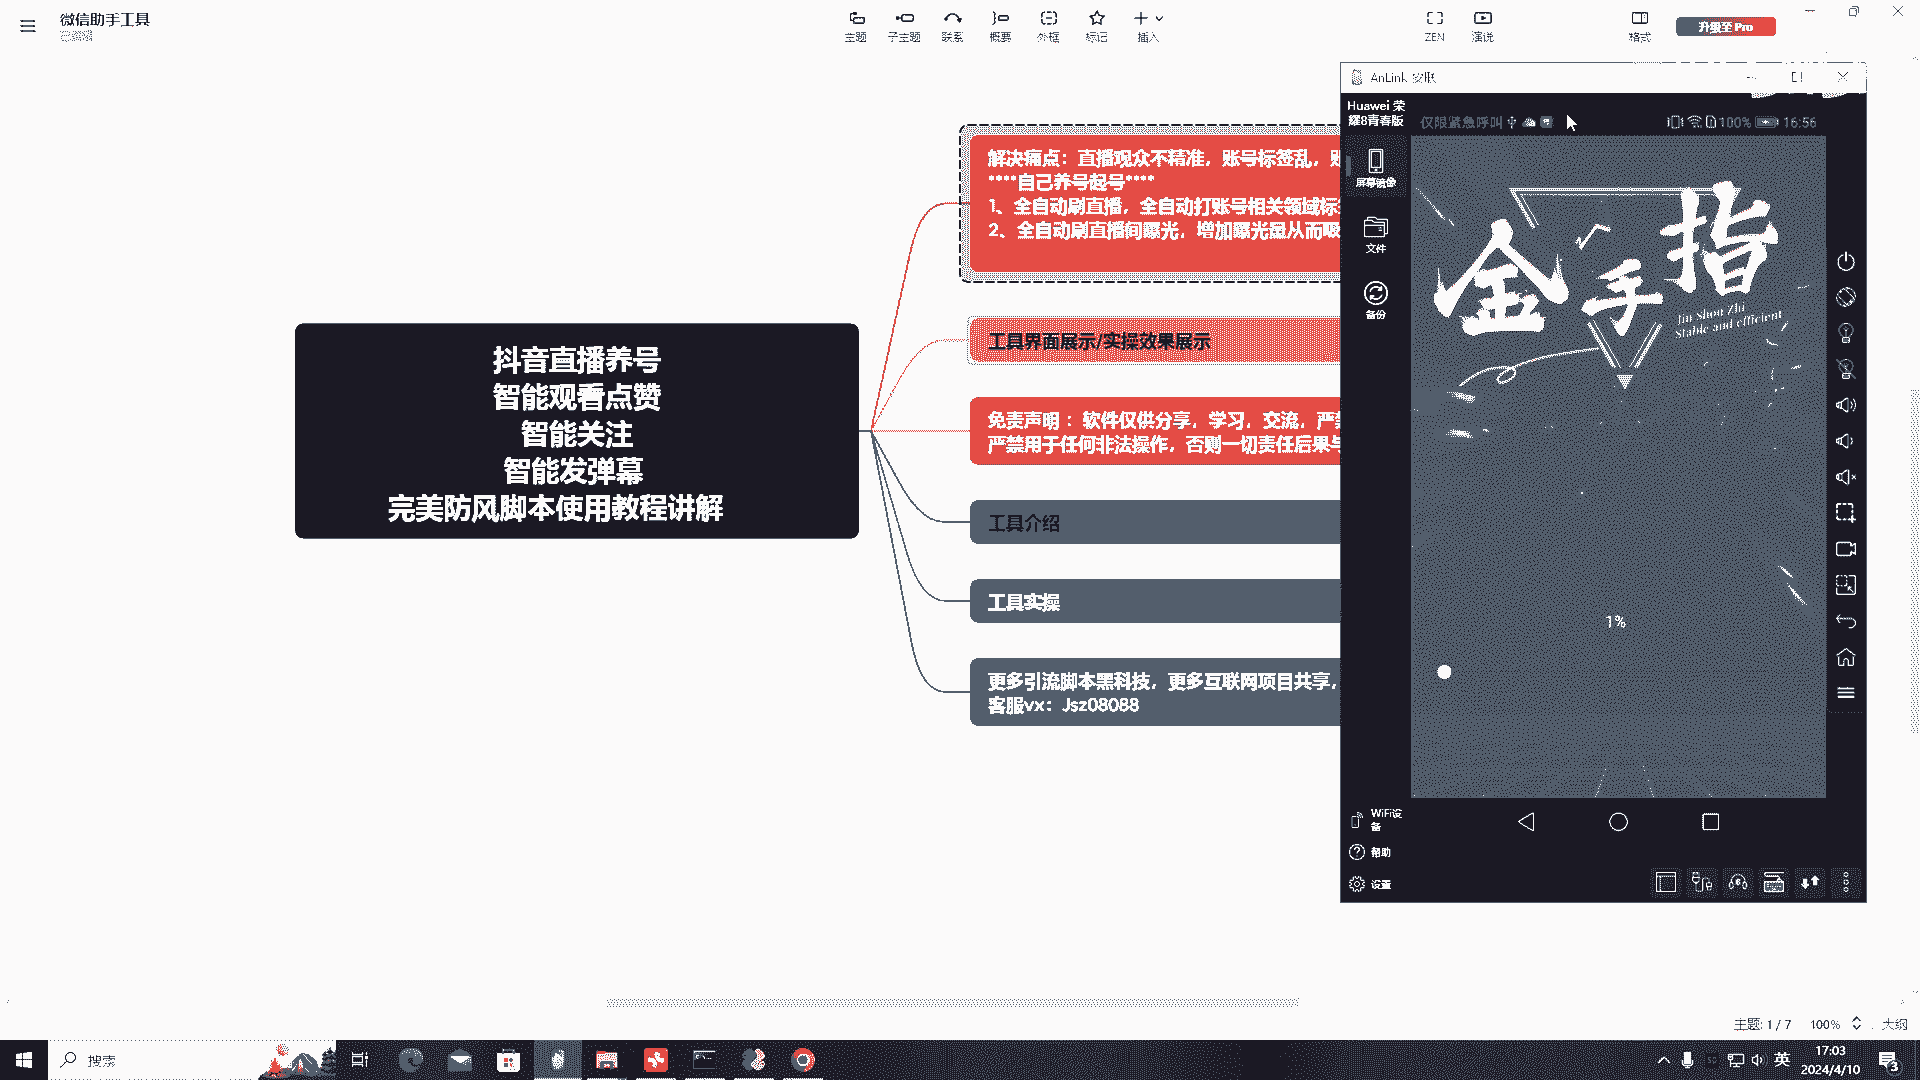 微信助手工具
已编辑
主题
子主题
联系
概要
外框
标记
插入
ZEN
演说
格式
升级至 Pro
抖音直播养号
智能观看点赞
智能关注
智能发弹幕
完美防风脚本使用教程讲解
解决痛点：直播观众不精准，账号标签乱，
****自己养号起号****
1、全自动刷直播，全自动打账号相关领域标
2、全自动刷直播间曝光，增加曝光量从而吸
工具界面展示/实操效果展示
免责声明：软件仅供分享，学习，交流，严禁
严禁用于任何非法操作，否则一切责任后果与
工具介绍
工具实操
更多引流脚本黑科技，更多互联网项目共享，
客服vx：Jsz08088
AnLink 安联
Huawei 荣
耀8青春版
仅限紧急呼叫
100%
16:56
屏幕镜像
文件
备份
金手指
Jin Shou Zhi
Stable and efficient
1%
WiFi设
备
帮助
设置
主题: 1 / 7
100%
大纲
搜索
英
17:03
2024/4/10
3